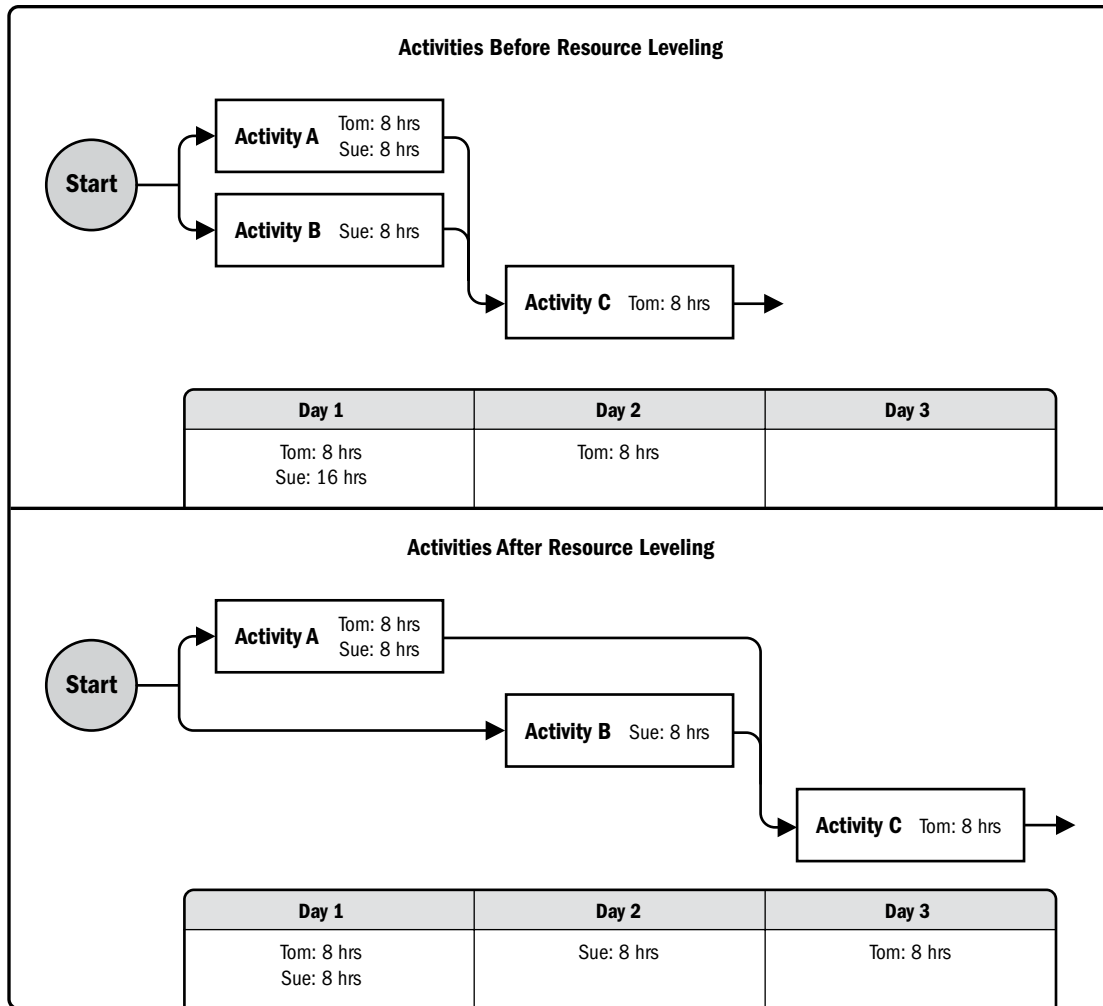 Activities Before Resource Leveling
Start
Activity A
Tom: 8 hrs
Sue: 8 hrs
Activity B Sue: 8 hrs
Activity C Tom: 8 hrs
Day 1 Day 2 Day 3
Tom: 8 hrs Tom: 8 hrs
Sue: 16 hrs
Activities After Resource Leveling
Start
Activity A
Tom: 8 hrs
Sue: 8 hrs
Activity B Sue: 8 hrs
Activity C Tom: 8 hrs
Day 1 Day 2 Day 3
Tom: 8 hrs Sue: 8 hrs Tom: 8 hrs
Sue: 8 hrs